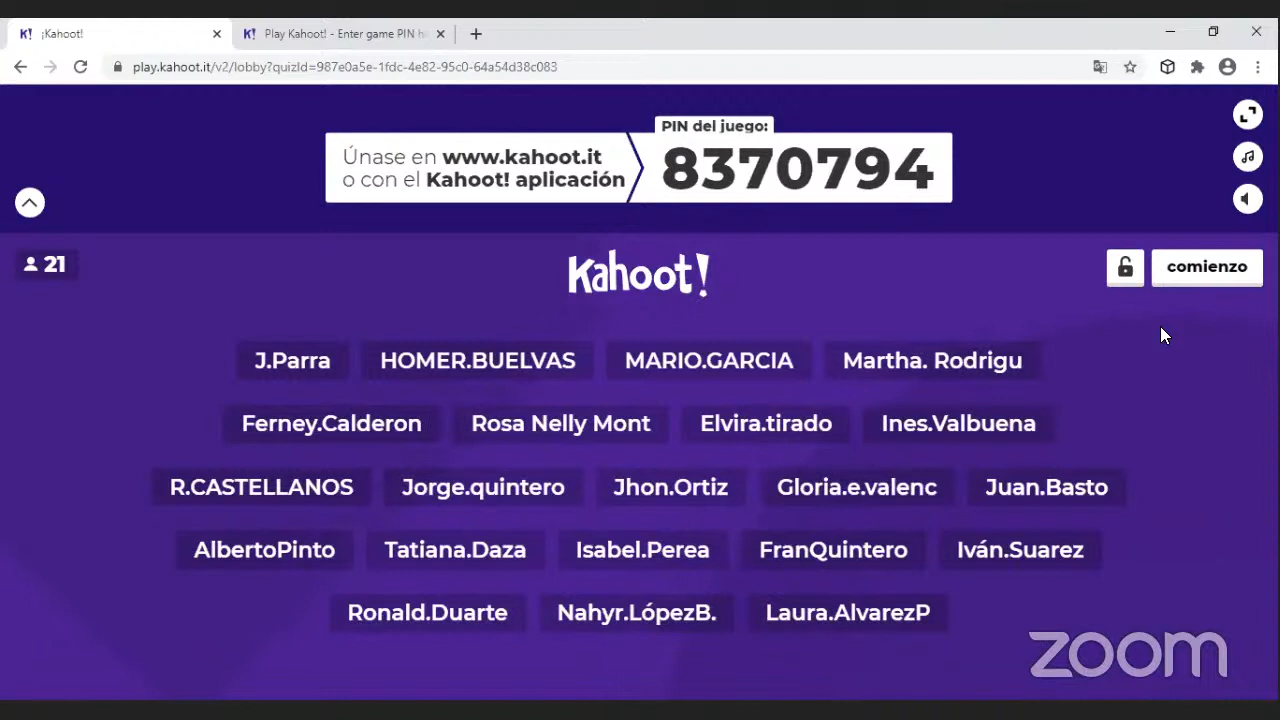 ¡Kahoot!
Play Kahoot! - Enter game PIN h
play.kahoot.it/v2/lobby?quizId=987e0a5e-1fdc-4e82-95c0-64a54d38c083
PIN del juego:
Únase en www.kahoot.it
o con el Kahoot! aplicación
8370794
21
Kahoot!
comienzo
J.Parra HOMER.BUELVAS MARIO.GARCIA Martha. Rodrigu
Ferney.Calderon Rosa Nelly Mont Elvira.tirado Ines.Valbuena
R.CASTELLANOS Jorge.quintero Jhon.Ortiz Gloria.e.valenc Juan.Basto
AlbertoPinto Tatiana.Daza Isabel.Perea FranQuintero Iván.Suarez
Ronald.Duarte Nahyr.LópezB. Laura.AlvarezP
zoom